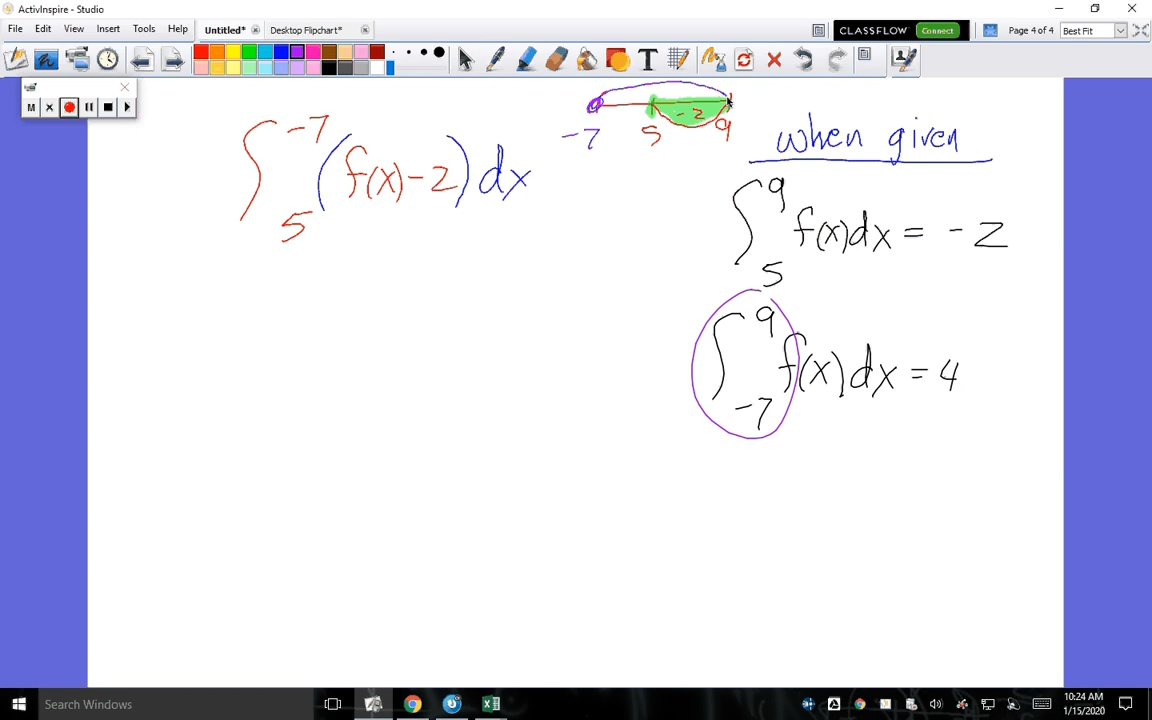 ActivInspire - Studio
File Edit View Insert Tools Help Untitled* Desktop Flipchart* CLASSFLOW Connect Page 4 of 4 Best Fit
T
M
-7 5 -2 9
∫₅⁻⁷ (f(x)-2) dx
when given
∫₅⁹ f(x)dx = -2
∫₋₇⁹ f(x)dx = 4
Search Windows
10:24 AM
1/15/2020